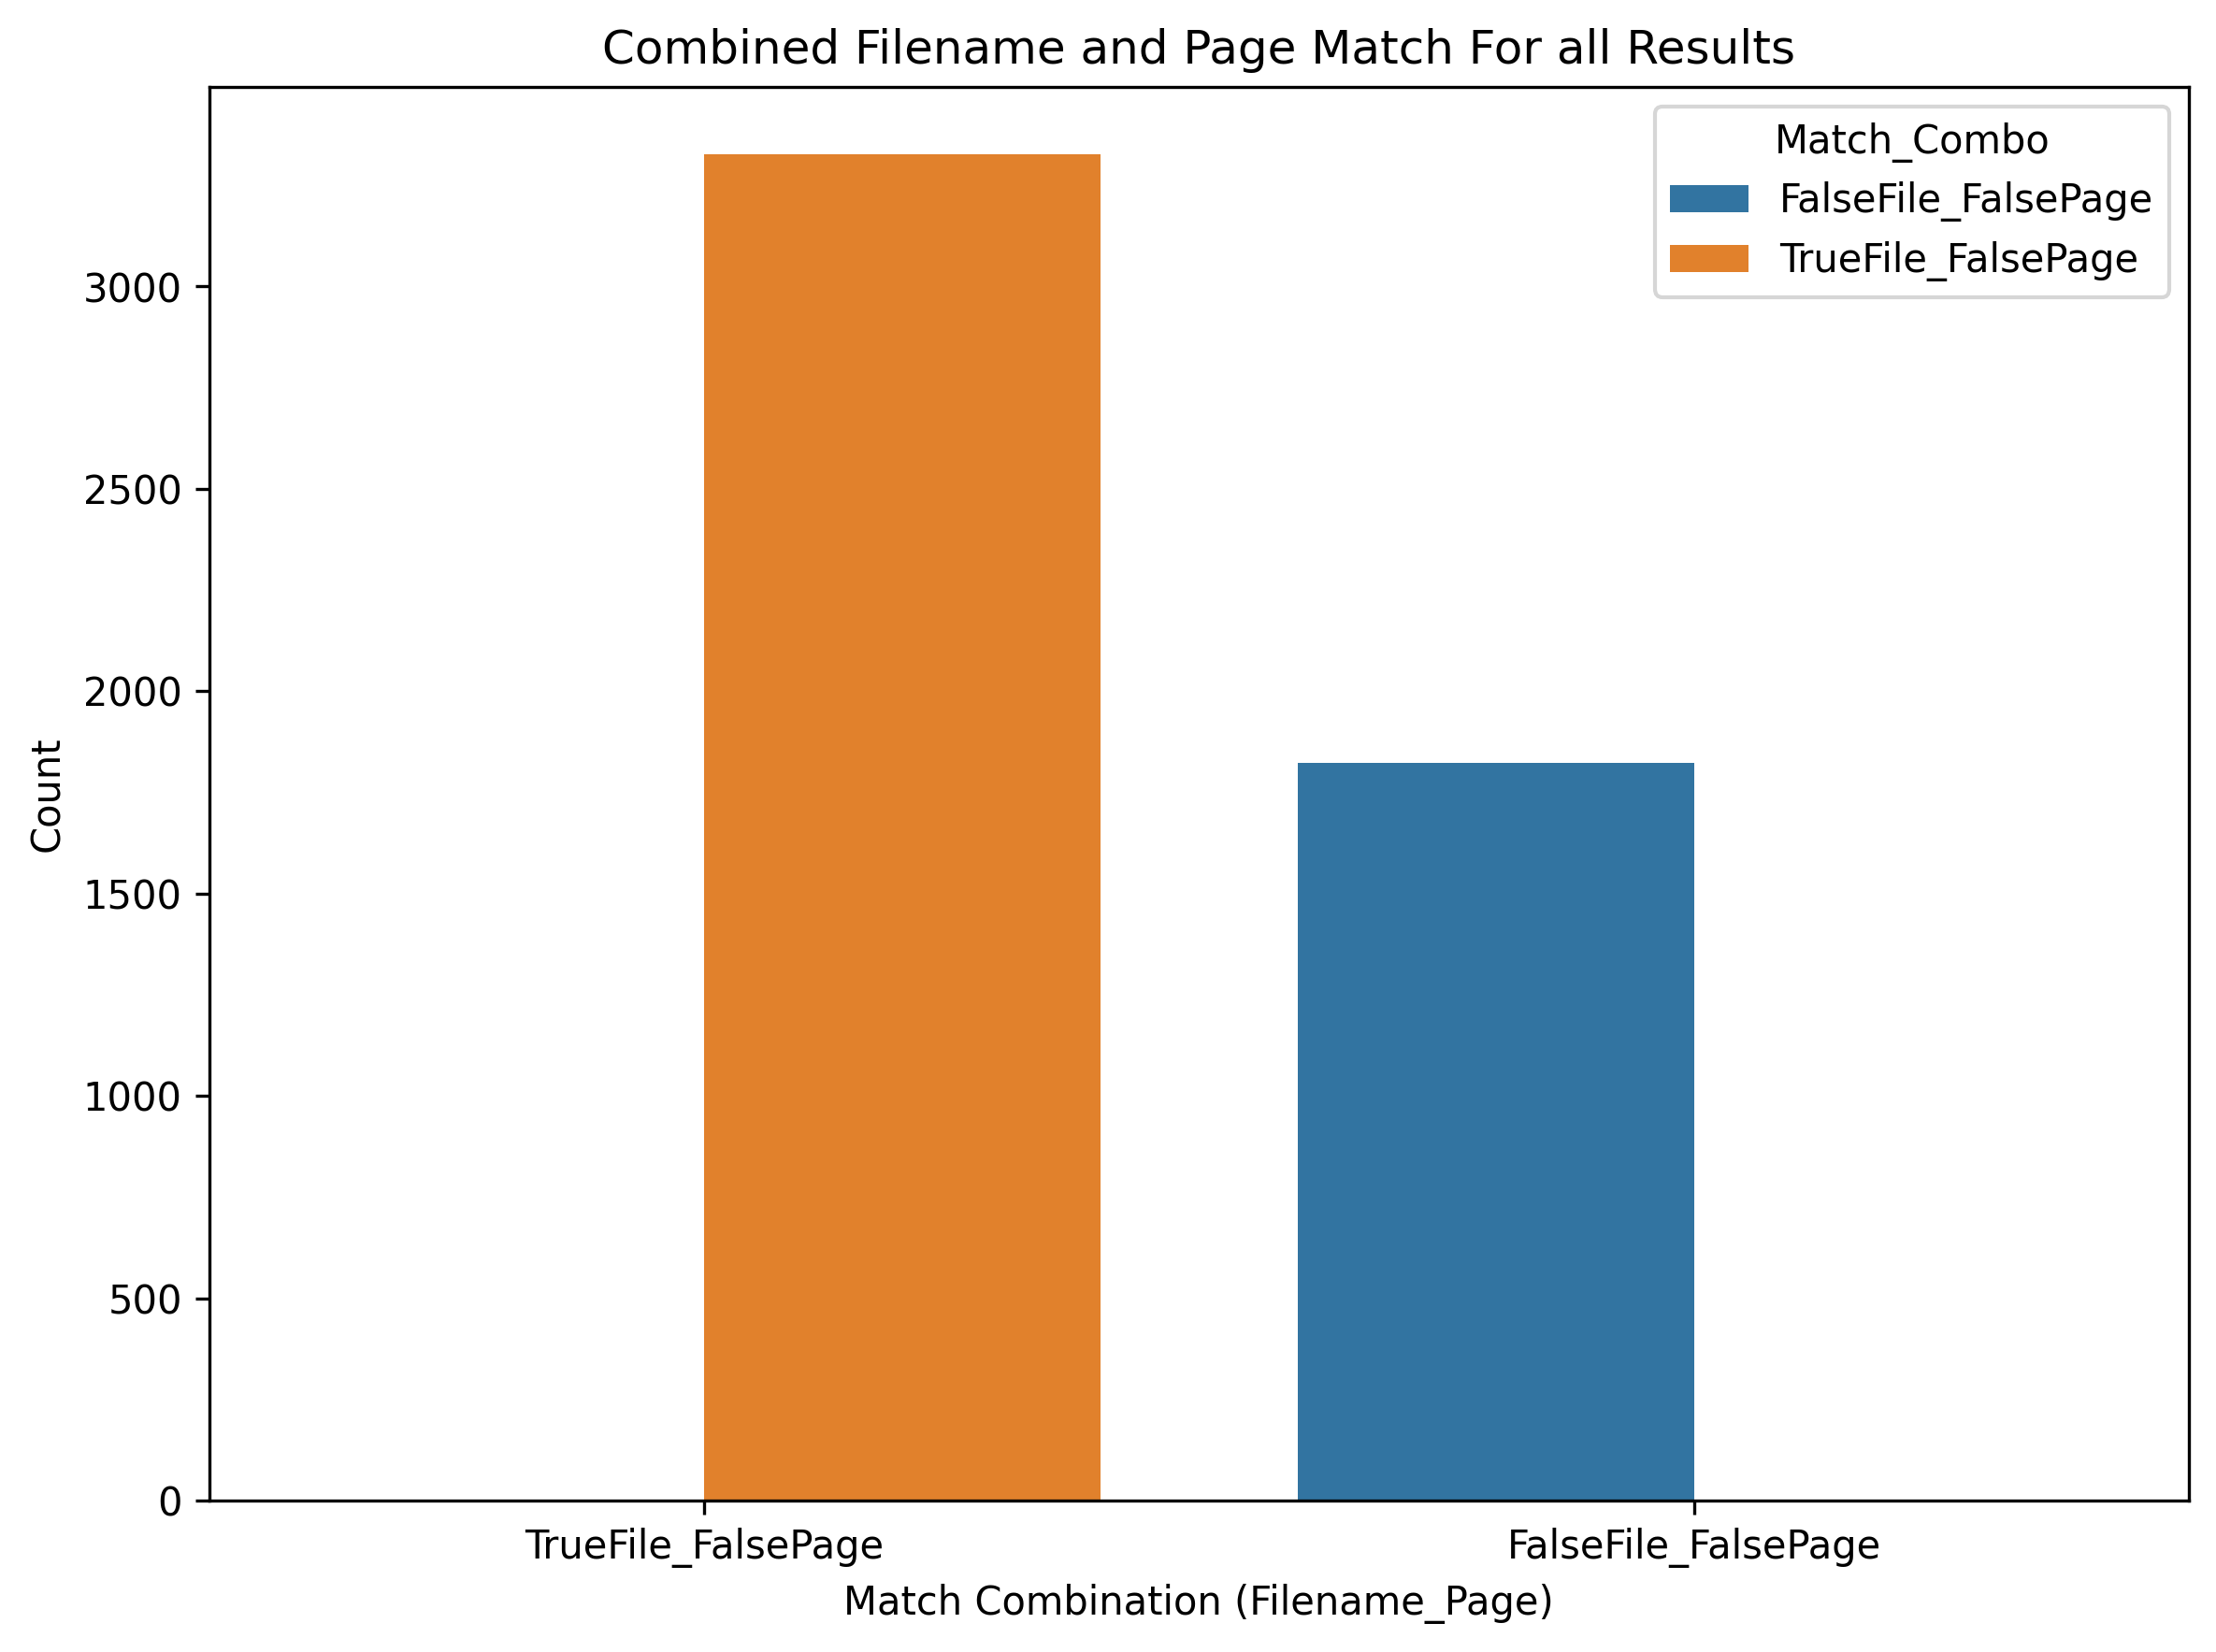 Combined Filename and Page Match For all Results
Match_Combo
FalseFile_FalsePage
TrueFile_FalsePage
3000
2500
2000
1500
1000
500
0
Count
TrueFile_FalsePage
FalseFile_FalsePage
Match Combination (Filename_Page)